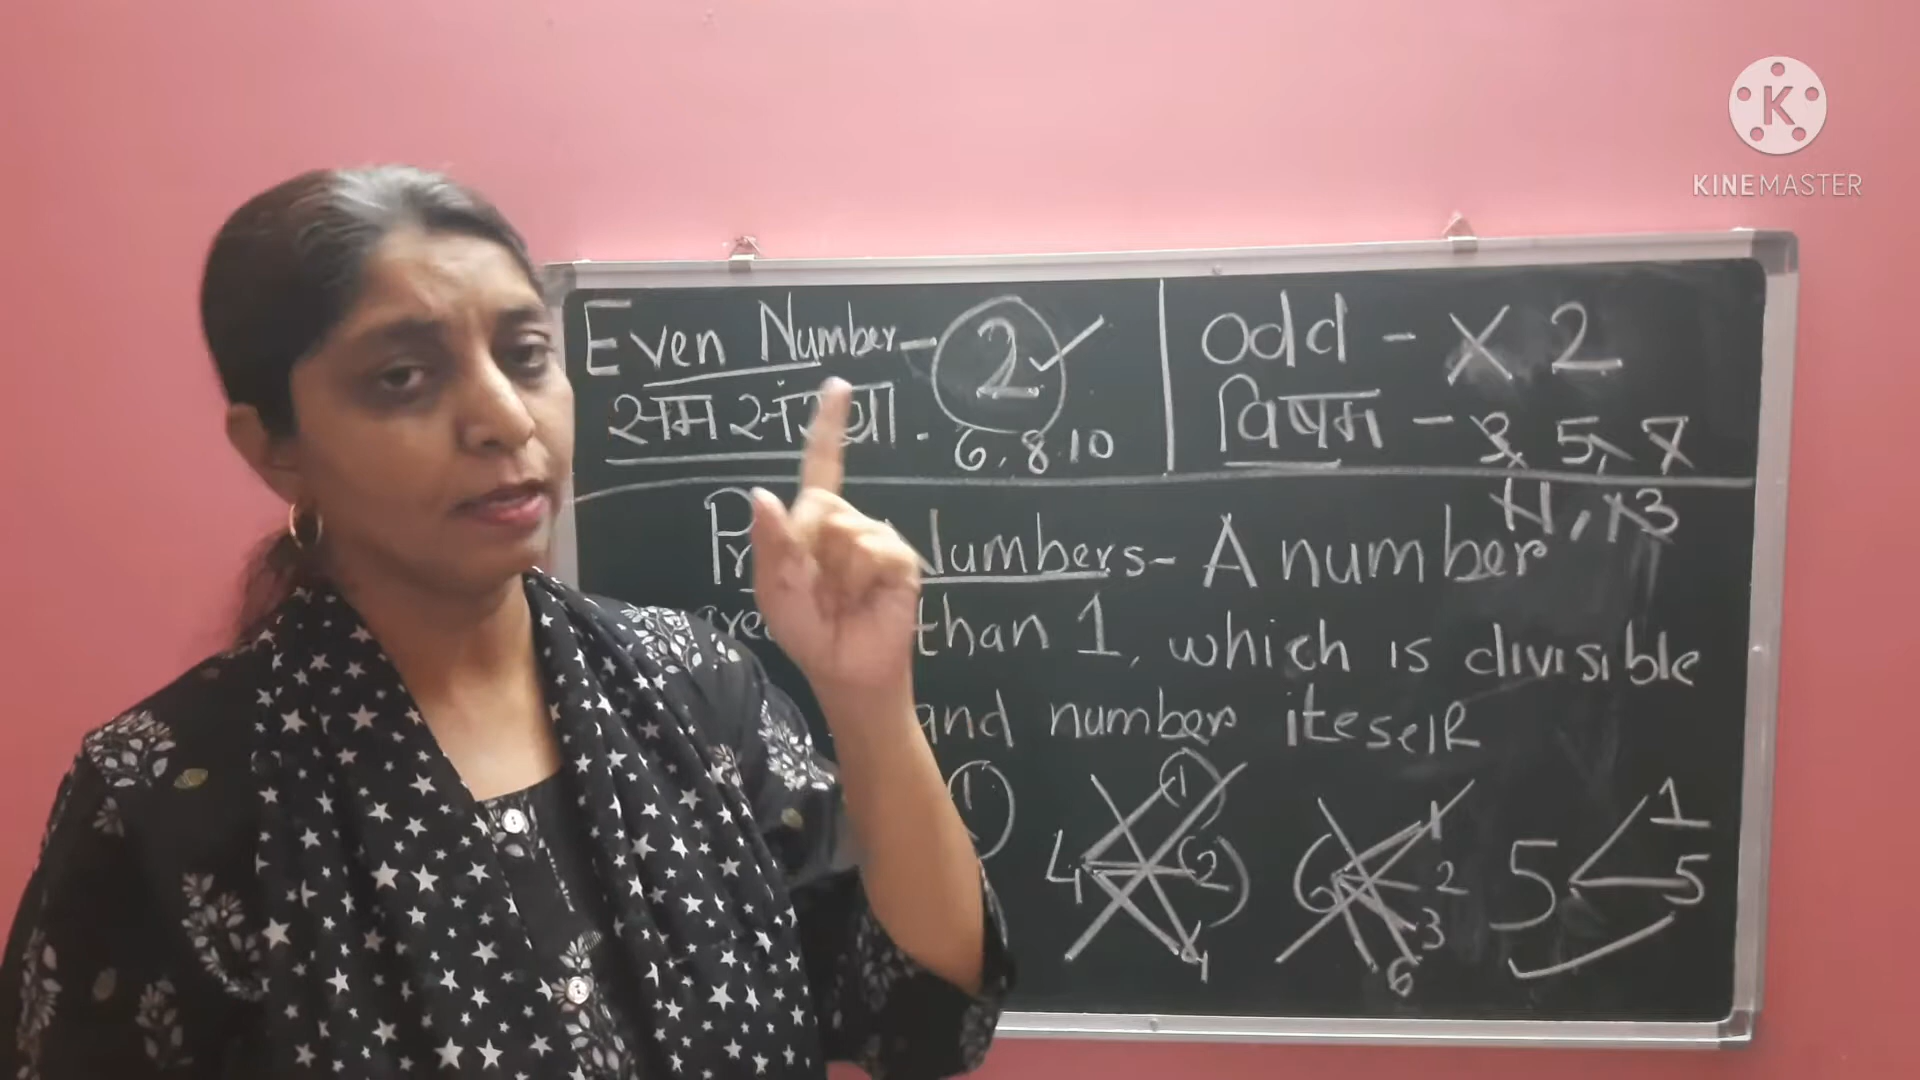 KINEMASTER
Even Number - 2 ✓
सम संख्या - 6, 8, 10
Odd - X 2
विषम - 3, 5, 7
11, 13
Numbers - A number
than 1, which is divisible
and number iteself
1
4 1 2 4
6 1 2 3 6
5 1 5